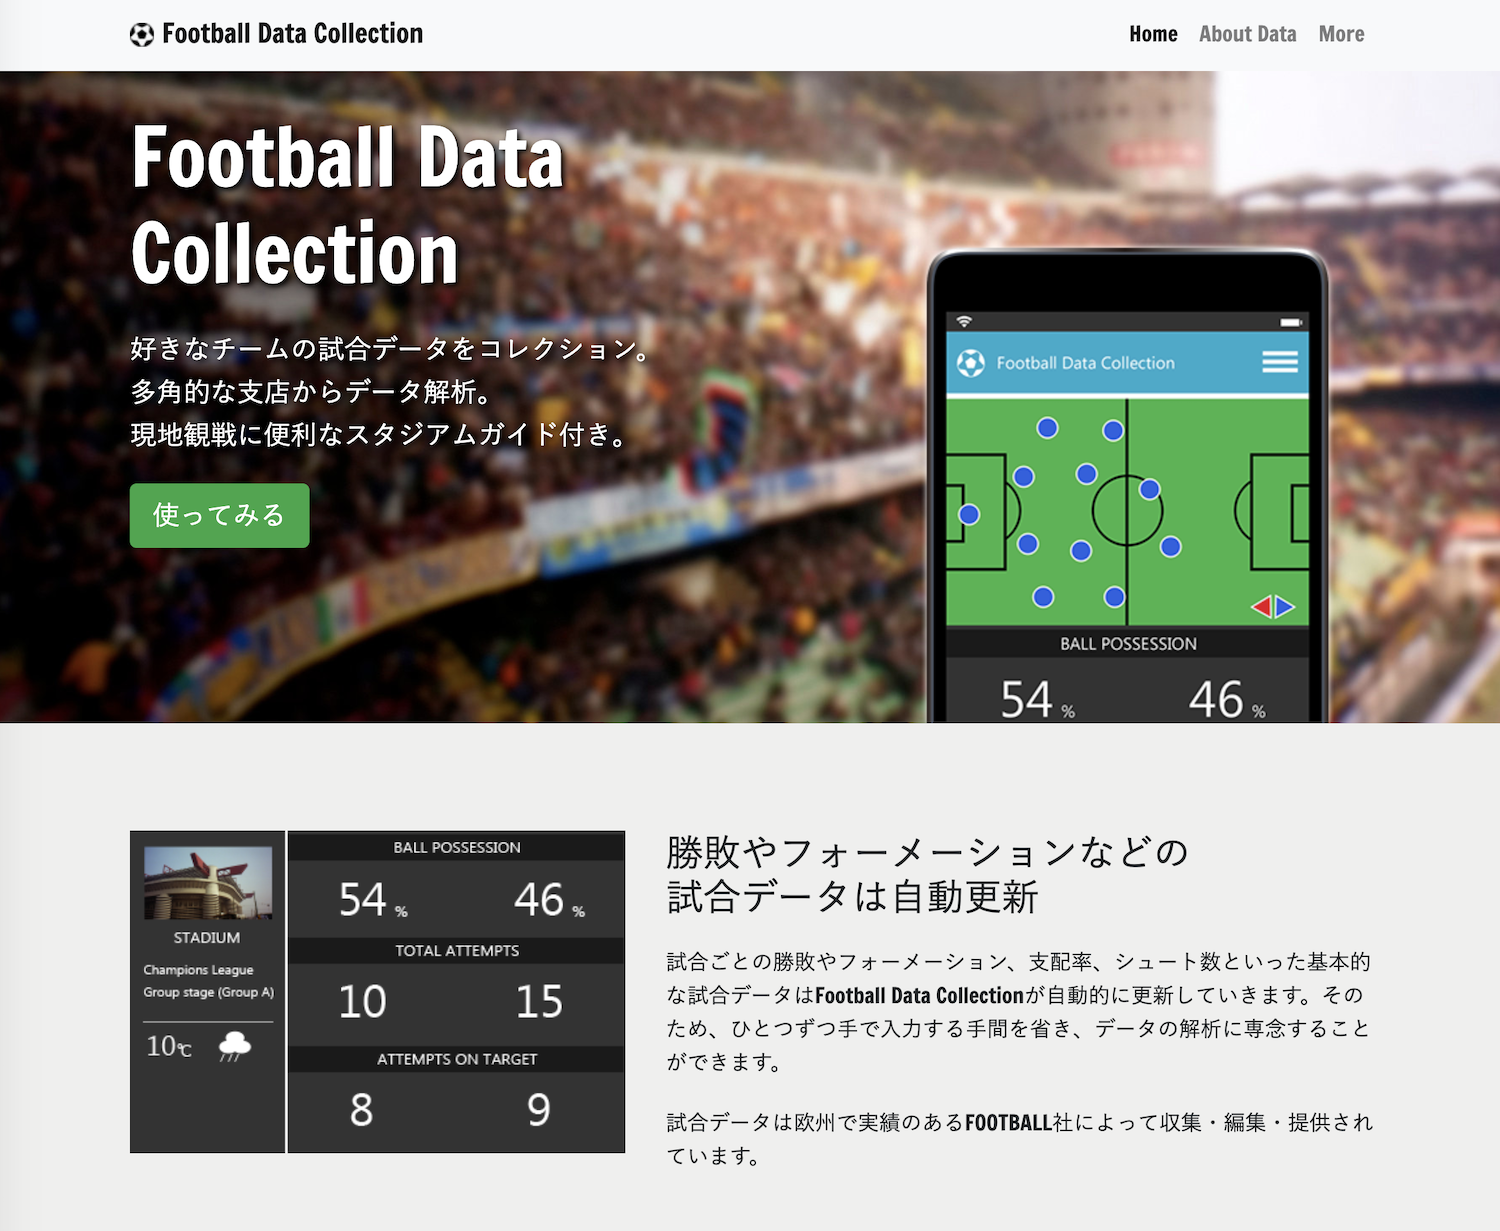 Football Data Collection
Home About Data More
Football Data
Collection
好きなチームの試合データをコレクション。
多角的な支店からデータ解析。
現地観戦に便利なスタジアムガイド付き。
使ってみる
Football Data Collection
BALL POSSESSION
54 % 46 %
STADIUM
Champions League
Group stage (Group A)
10℃
BALL POSSESSION
54 % 46 %
TOTAL ATTEMPTS
10 15
ATTEMPTS ON TARGET
8 9
勝敗やフォーメーションなどの
試合データは自動更新
試合ごとの勝敗やフォーメーション、支配率、シュート数といった基本的
な試合データはFootball Data Collectionが自動的に更新していきます。その
ため、ひとつずつ手で入力する手間を省き、データの解析に専念すること
ができます。
試合データは欧州で実績のあるFOOTBALL社によって収集・編集・提供され
ています。